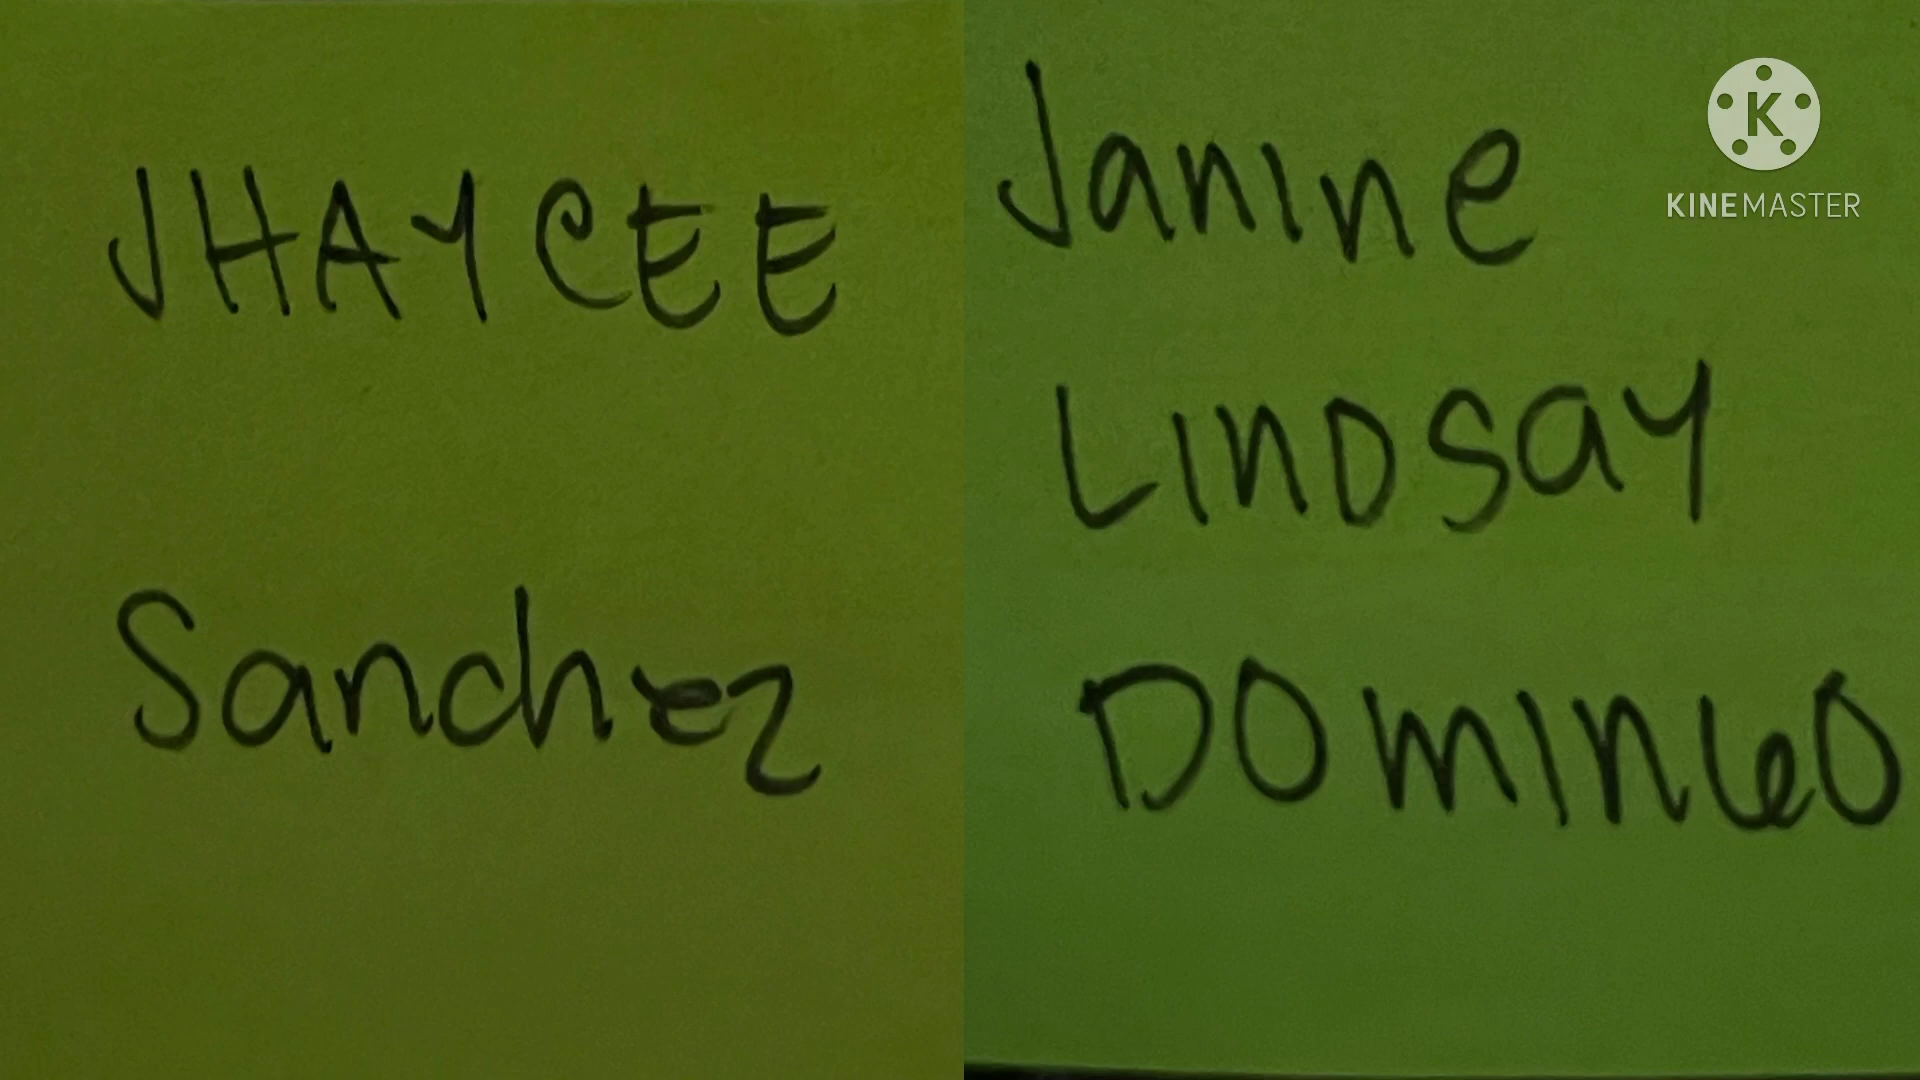 JHAYCEE
Sanchez
Janine
LINDSAY
DOMINGO
K
KINEMASTER